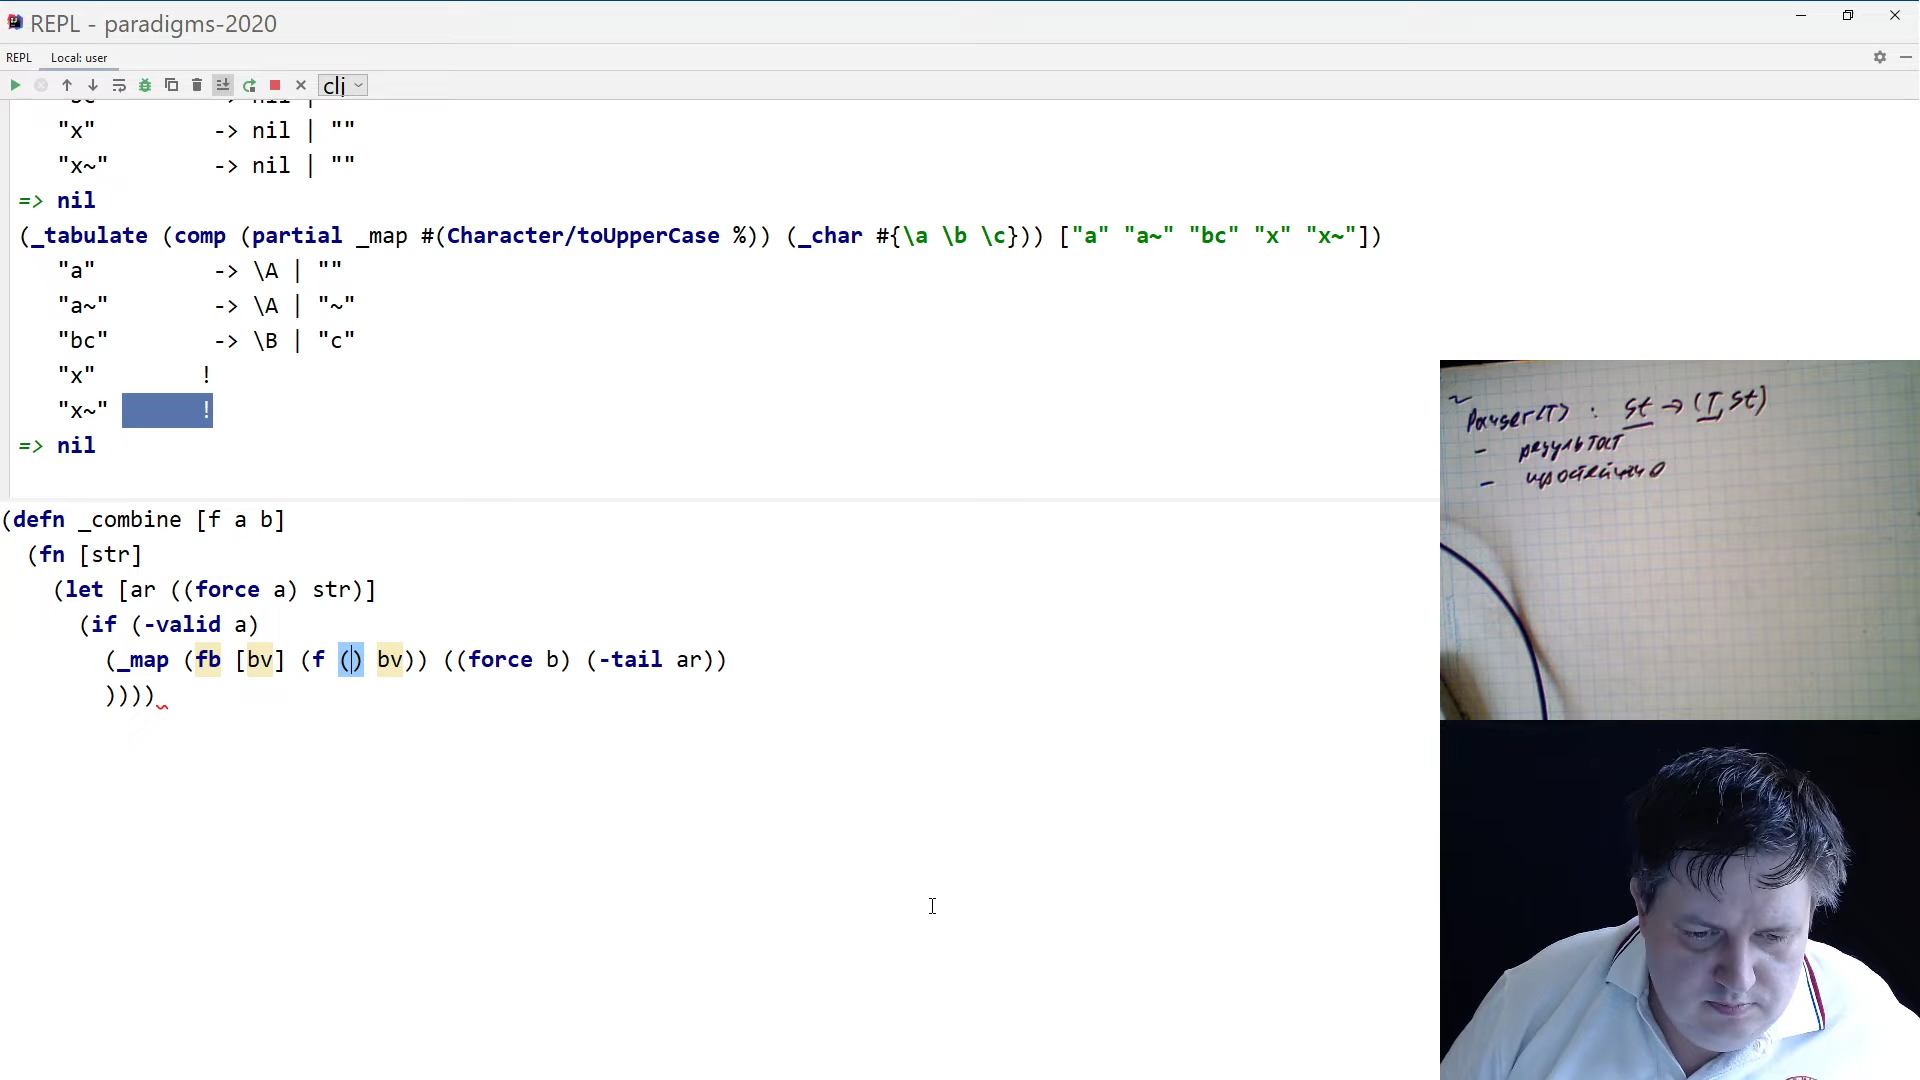 REPL - paradigms-2020
REPL Local: user
clj
"x" -> nil | ""
"x~" -> nil | ""
=> nil
(_tabulate (comp (partial _map #(Character/toUpperCase %)) (_char #{\a \b \c})) ["a" "a~" "bc" "x" "x~"])
"a" -> \A | ""
"a~" -> \A | "~"
"bc" -> \B | "c"
"x" !
"x~" !
=> nil
(defn _combine [f a b]
(fn [str]
(let [ar ((force a) str)]
(if (-valid a)
(_map (fb [bv] (f () bv)) ((force b) (-tail ar))
))))
Parser(T) : St → (T, St)
- результат